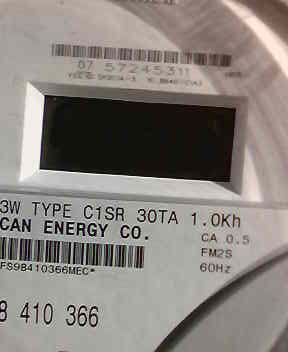 07 57245311
3W TYPE C1SR 30TA 1.0Kh
CAN ENERGY CO.
CA 0.5
FM2S
FS98410366MEC*
60Hz
8 410 366